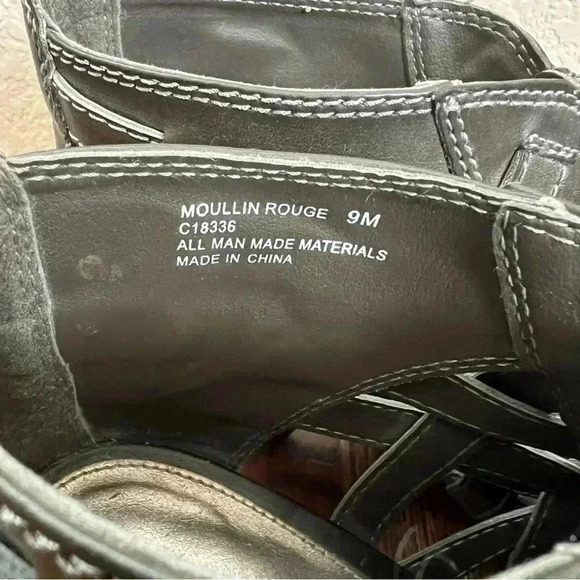 MOULLIN ROUGE 9M
C18336
ALL MAN MADE MATERIALS
MADE IN CHINA